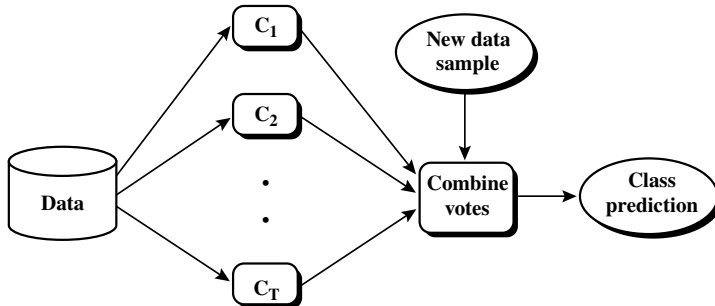 C1
New data
sample
C2
Data
Combine
votes
Class
prediction
CT